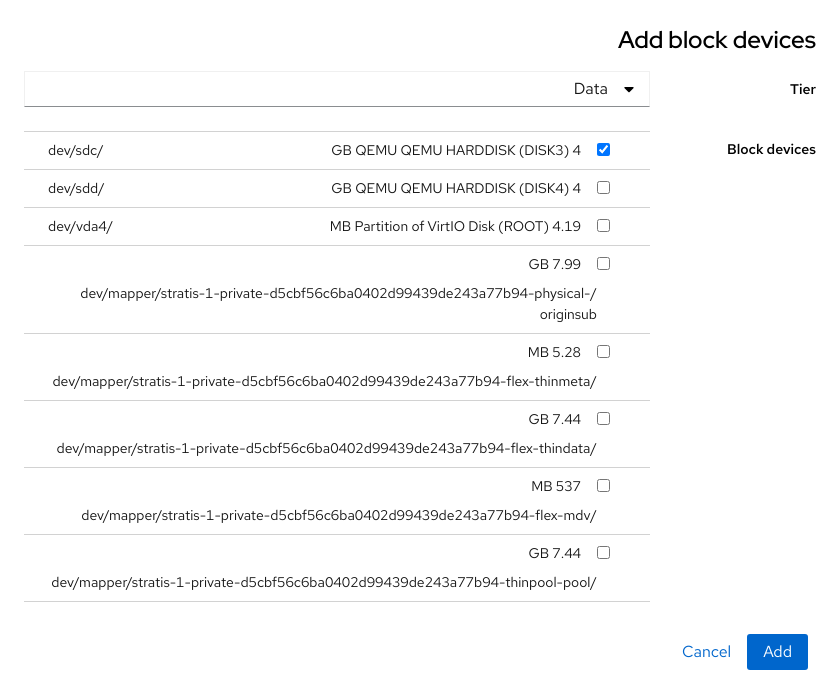 Add block devices
Tier
Data
Block devices
GB QEMU QEMU HARDDISK (DISK3) 4
dev/sdc/
GB QEMU QEMU HARDDISK (DISK4) 4
dev/sdd/
MB Partition of VirtIO Disk (ROOT) 4.19
dev/vda4/
GB 7.99
dev/mapper/stratis-1-private-d5cbf56c6ba0402d99439de243a77b94-physical-/
originsub
MB 5.28
dev/mapper/stratis-1-private-d5cbf56c6ba0402d99439de243a77b94-flex-thinmeta/
GB 7.44
dev/mapper/stratis-1-private-d5cbf56c6ba0402d99439de243a77b94-flex-thindata/
MB 537
dev/mapper/stratis-1-private-d5cbf56c6ba0402d99439de243a77b94-flex-mdv/
GB 7.44
dev/mapper/stratis-1-private-d5cbf56c6ba0402d99439de243a77b94-thinpool-pool/
Add
Cancel